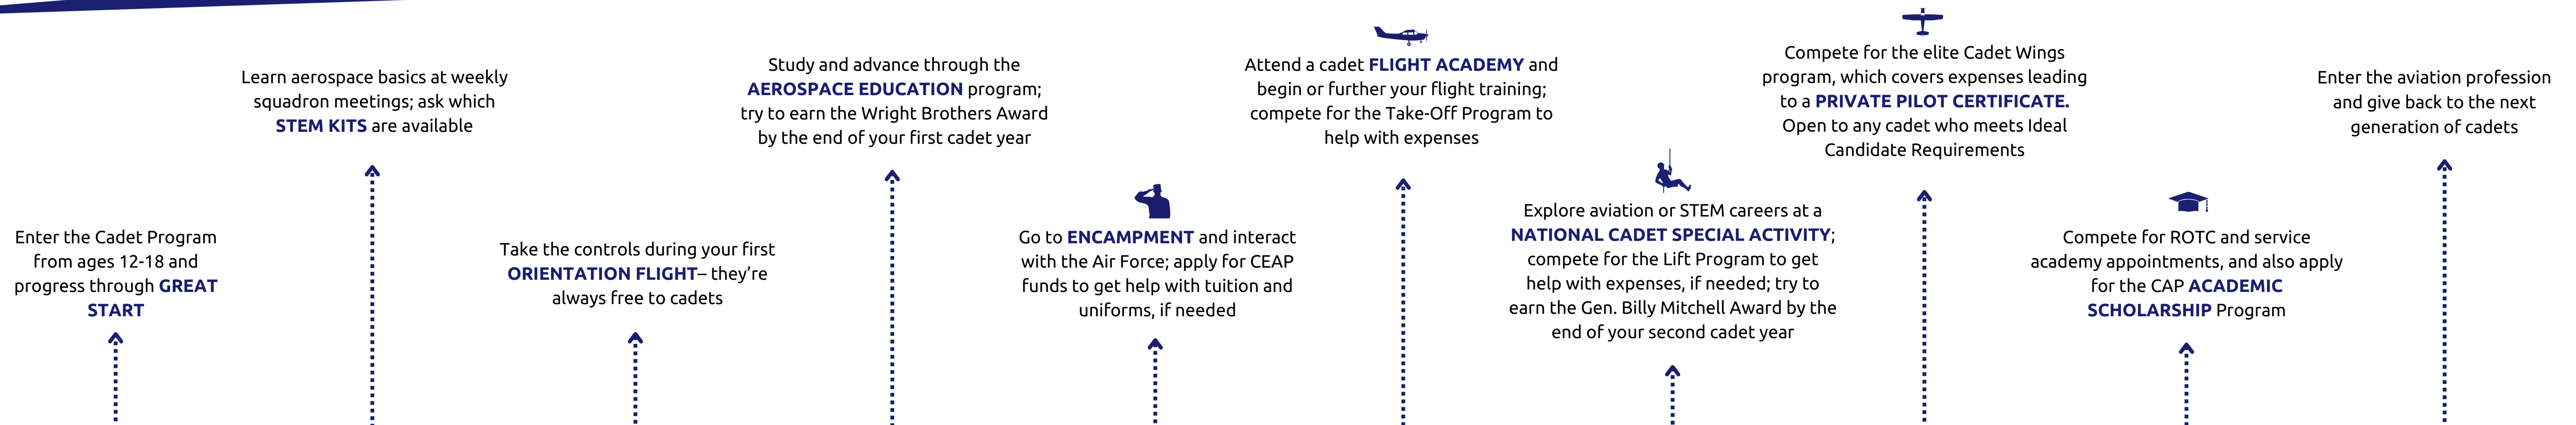 Enter the Cadet Program
from ages 12-18 and
progress through GREAT
START
Learn aerospace basics at weekly
squadron meetings; ask which
STEM KITS are available
Take the controls during your first
ORIENTATION FLIGHT– they're
always free to cadets
Study and advance through the
AEROSPACE EDUCATION program;
try to earn the Wright Brothers Award
by the end of your first cadet year
Go to ENCAMPMENT and interact
with the Air Force; apply for CEAP
funds to get help with tuition and
uniforms, if needed
Attend a cadet FLIGHT ACADEMY and
begin or further your flight training;
compete for the Take-Off Program to
help with expenses
Explore aviation or STEM careers at a
NATIONAL CADET SPECIAL ACTIVITY;
compete for the Lift Program to get
help with expenses, if needed; try to
earn the Gen. Billy Mitchell Award by the
end of your second cadet year
Compete for the elite Cadet Wings
program, which covers expenses leading
to a PRIVATE PILOT CERTIFICATE.
Open to any cadet who meets Ideal
Candidate Requirements
Compete for ROTC and service
academy appointments, and also apply
for the CAP ACADEMIC
SCHOLARSHIP Program
Enter the aviation profession
and give back to the next
generation of cadets